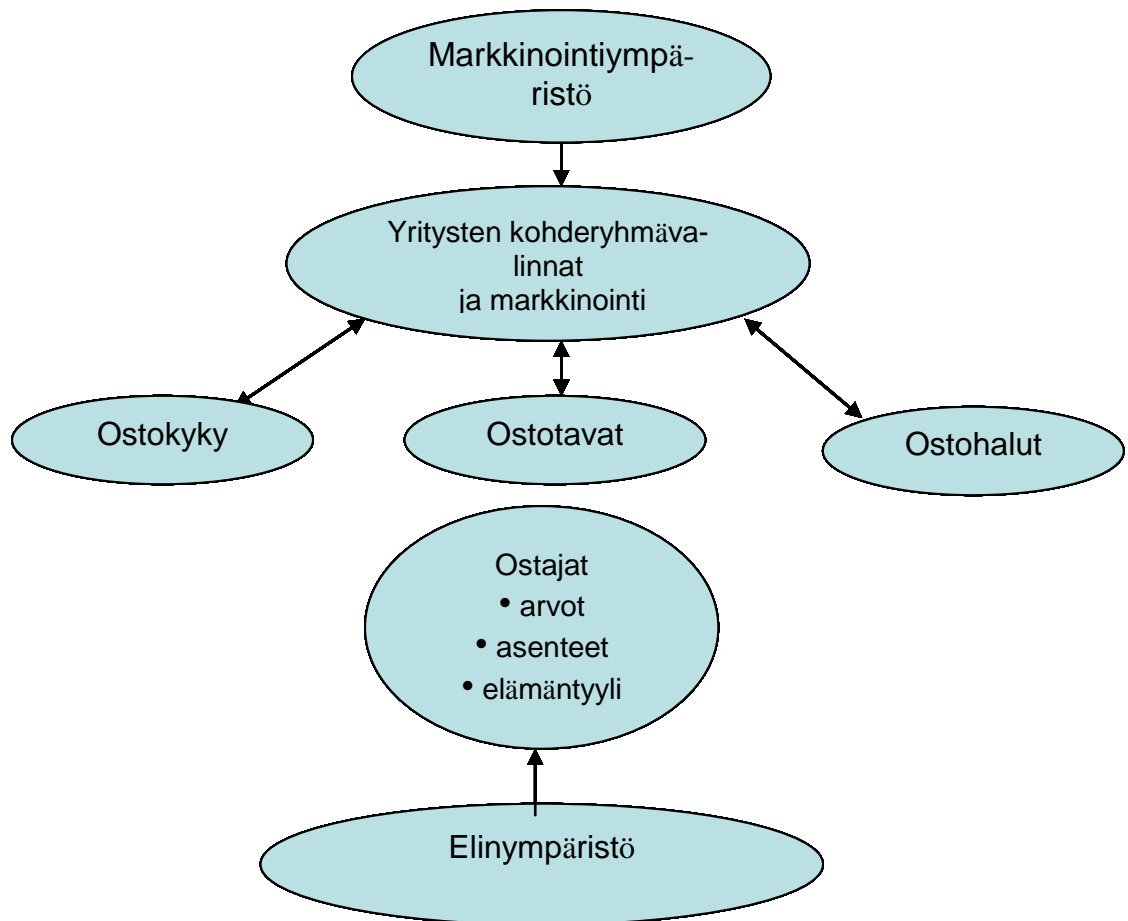 Markkinointiympä-
ristö
Yritysten kohderyhmäva-
linnat
ja markkinointi
Ostokyky
Ostotavat
Ostohalut
Ostajat
• arvot
• asenteet
• elämäntyyli
Elinympäristö